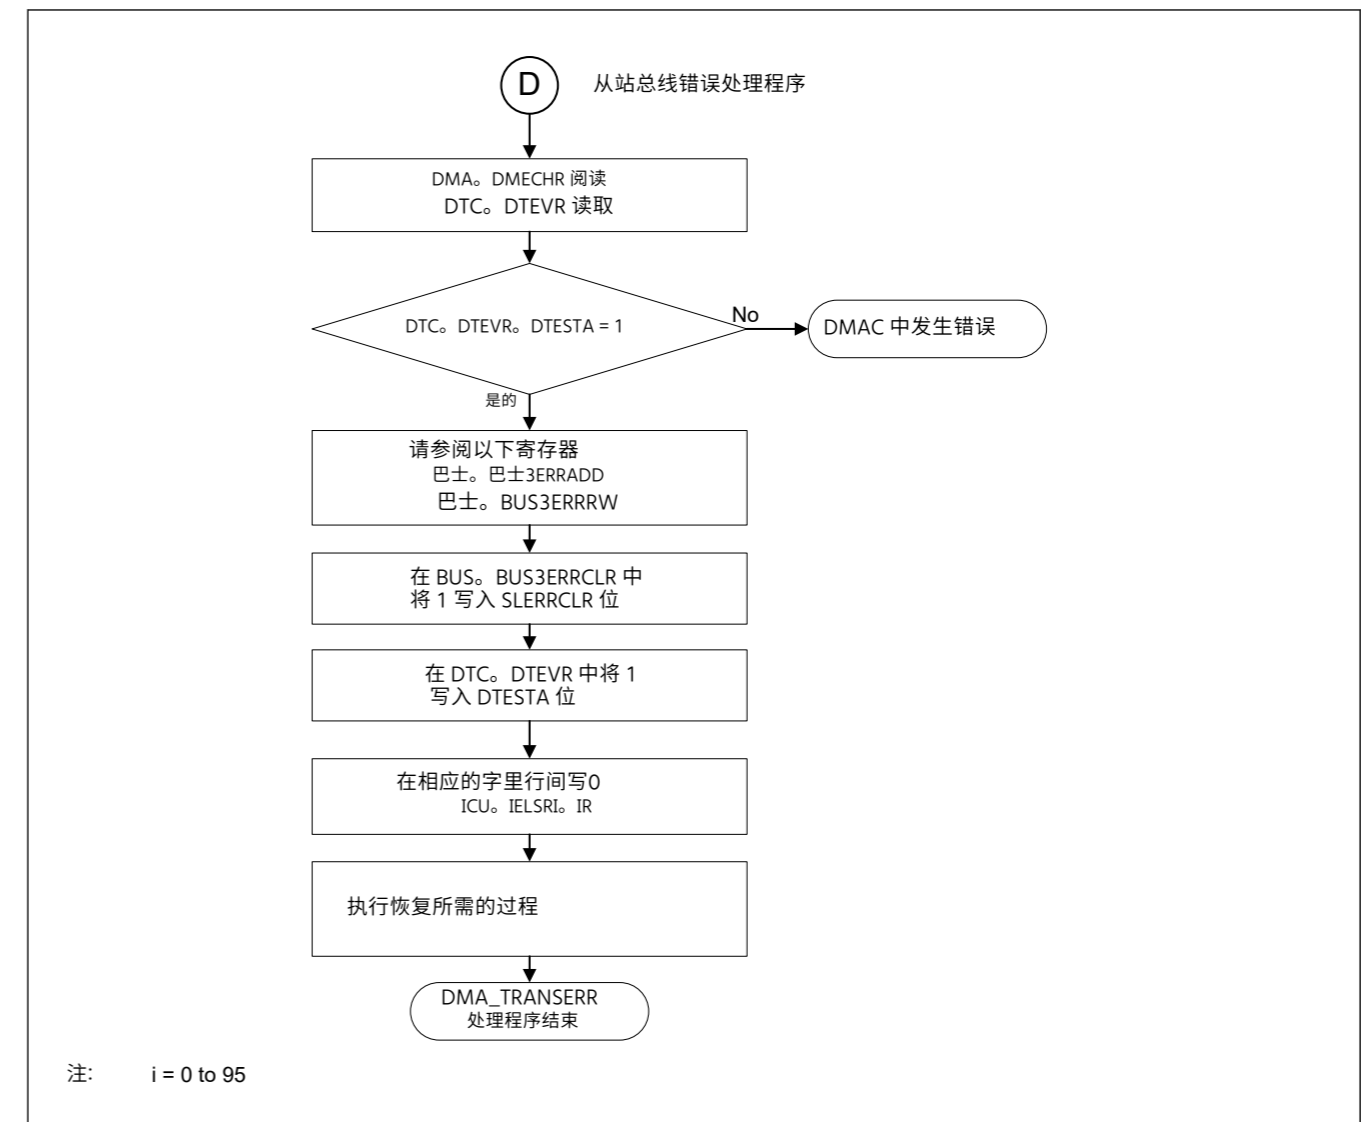 D
从站总线错误处理程序
DMA。DMECHR 阅读
DTC。DTEVR 读取
DTC。DTEVR。DTESTA = 1
No
DMAC 中发生错误
是的
请参阅以下寄存器
巴士。巴士3ERRADD
巴士。BUS3ERRRW
在 BUS。BUS3ERRCLR 中
将 1 写入 SLERRCLR 位
在 DTC。DTEVR 中将 1
写入 DTESTA 位
在相应的字里行间写0
ICU。IELSRI。IR
执行恢复所需的过程
DMA_TRANSERR
处理程序结束
注: i = 0 to 95